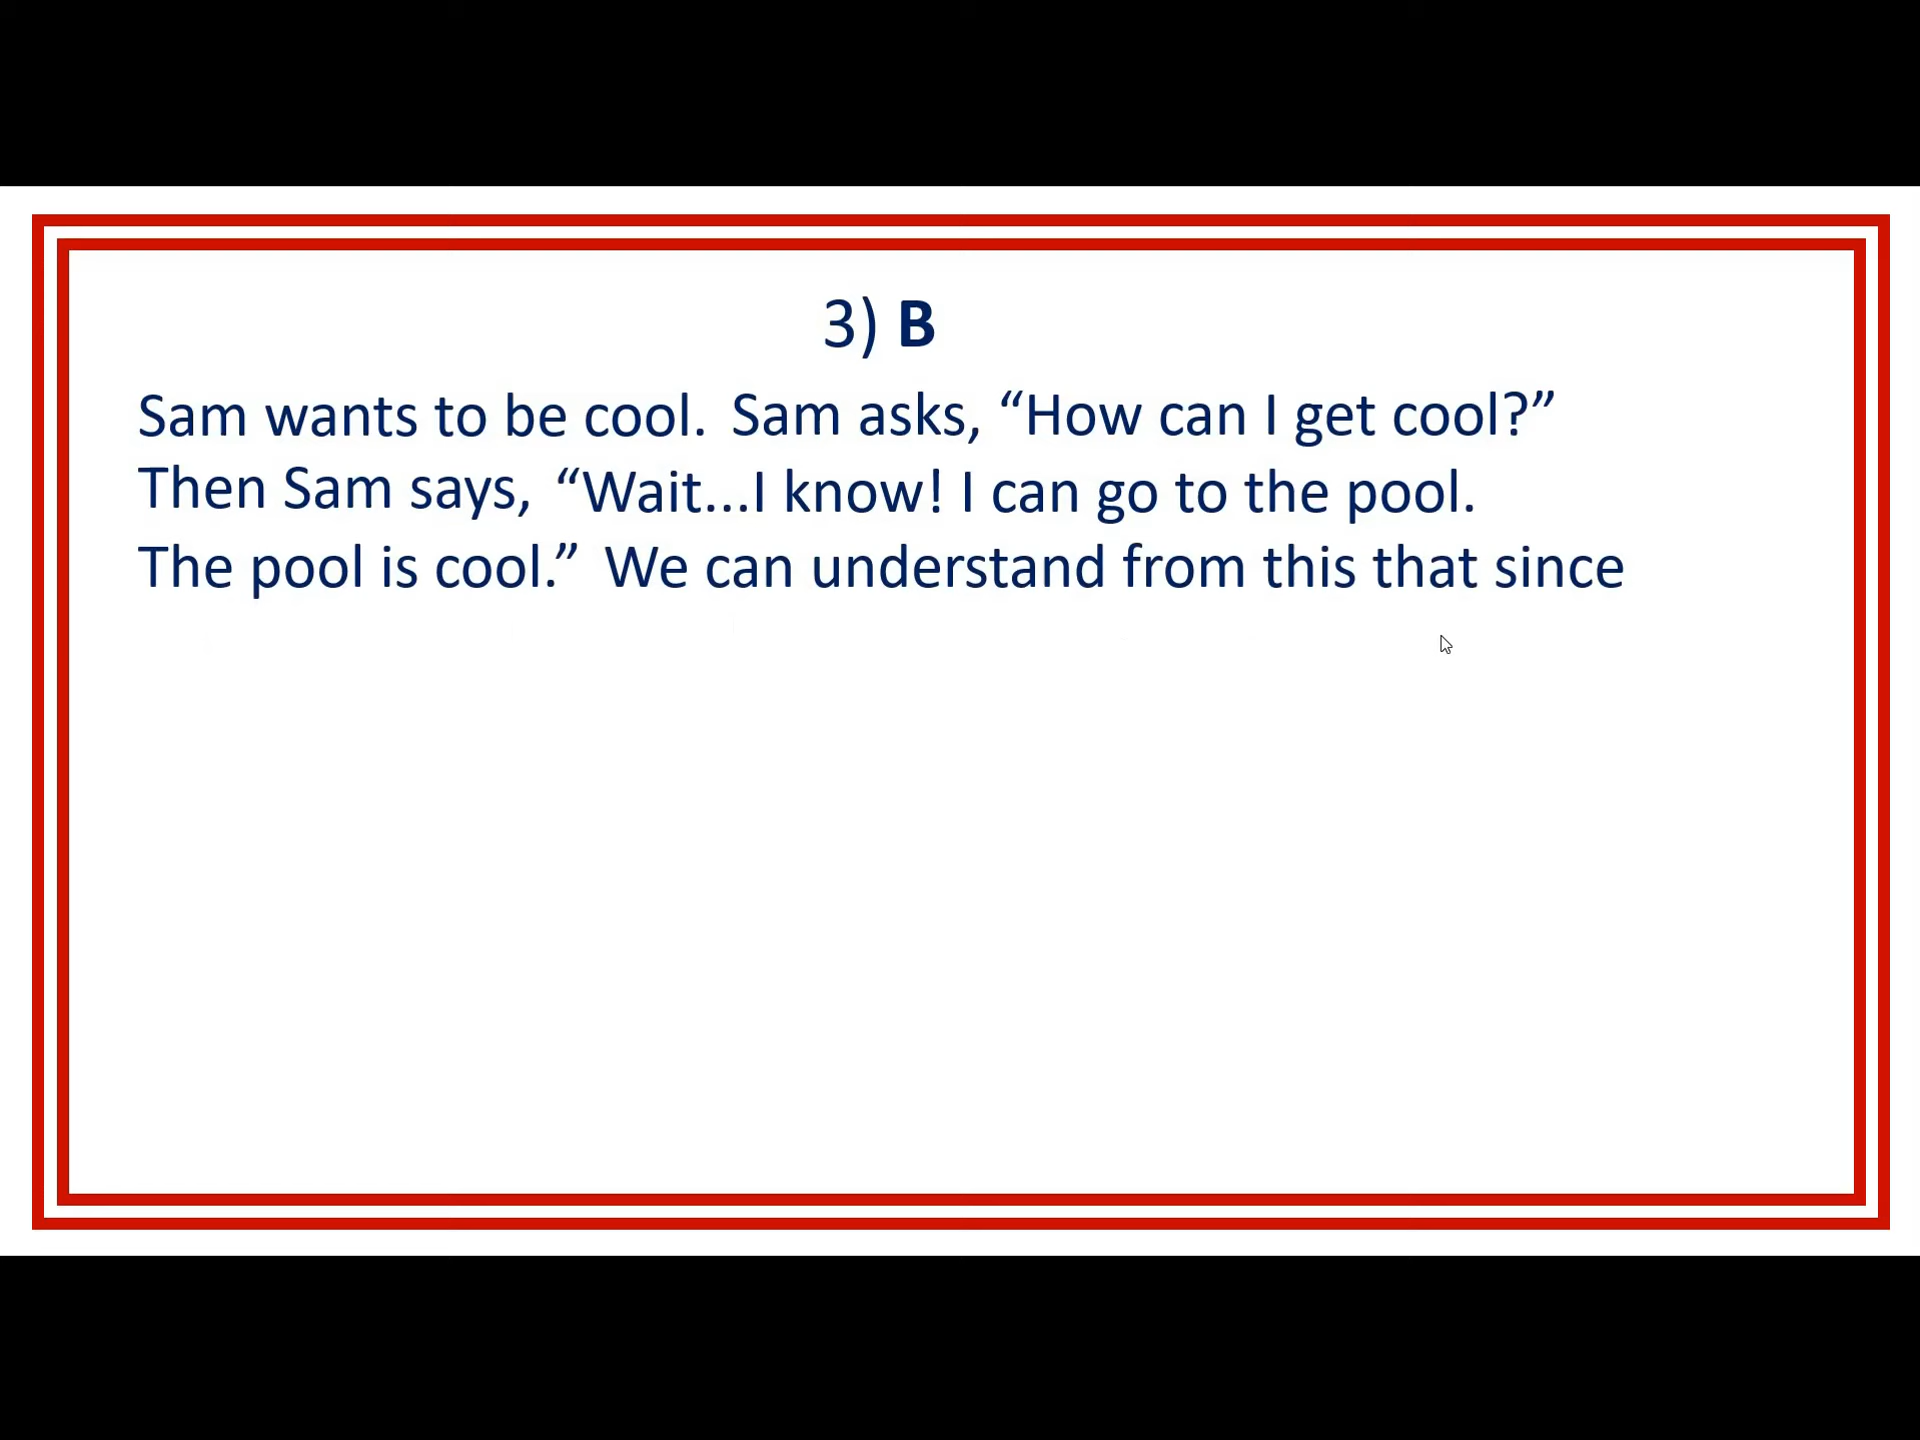 3) B
Sam wants to be cool. Sam asks, “How can I get cool?”
Then Sam says, “Wait...I know! I can go to the pool.
The pool is cool.” We can understand from this that since